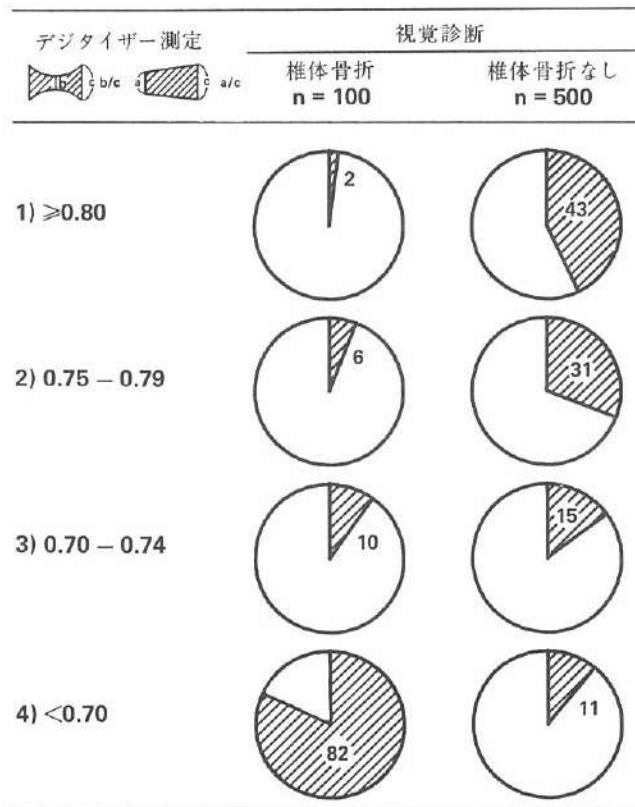 デジタイザー測定
視覚診断
b c b/c a c a/c
椎体骨折
n = 100
椎体骨折なし
n = 500
1) ≥0.80
2
43
2) 0.75 – 0.79
6
31
3) 0.70 – 0.74
10
15
4) <0.70
82
11